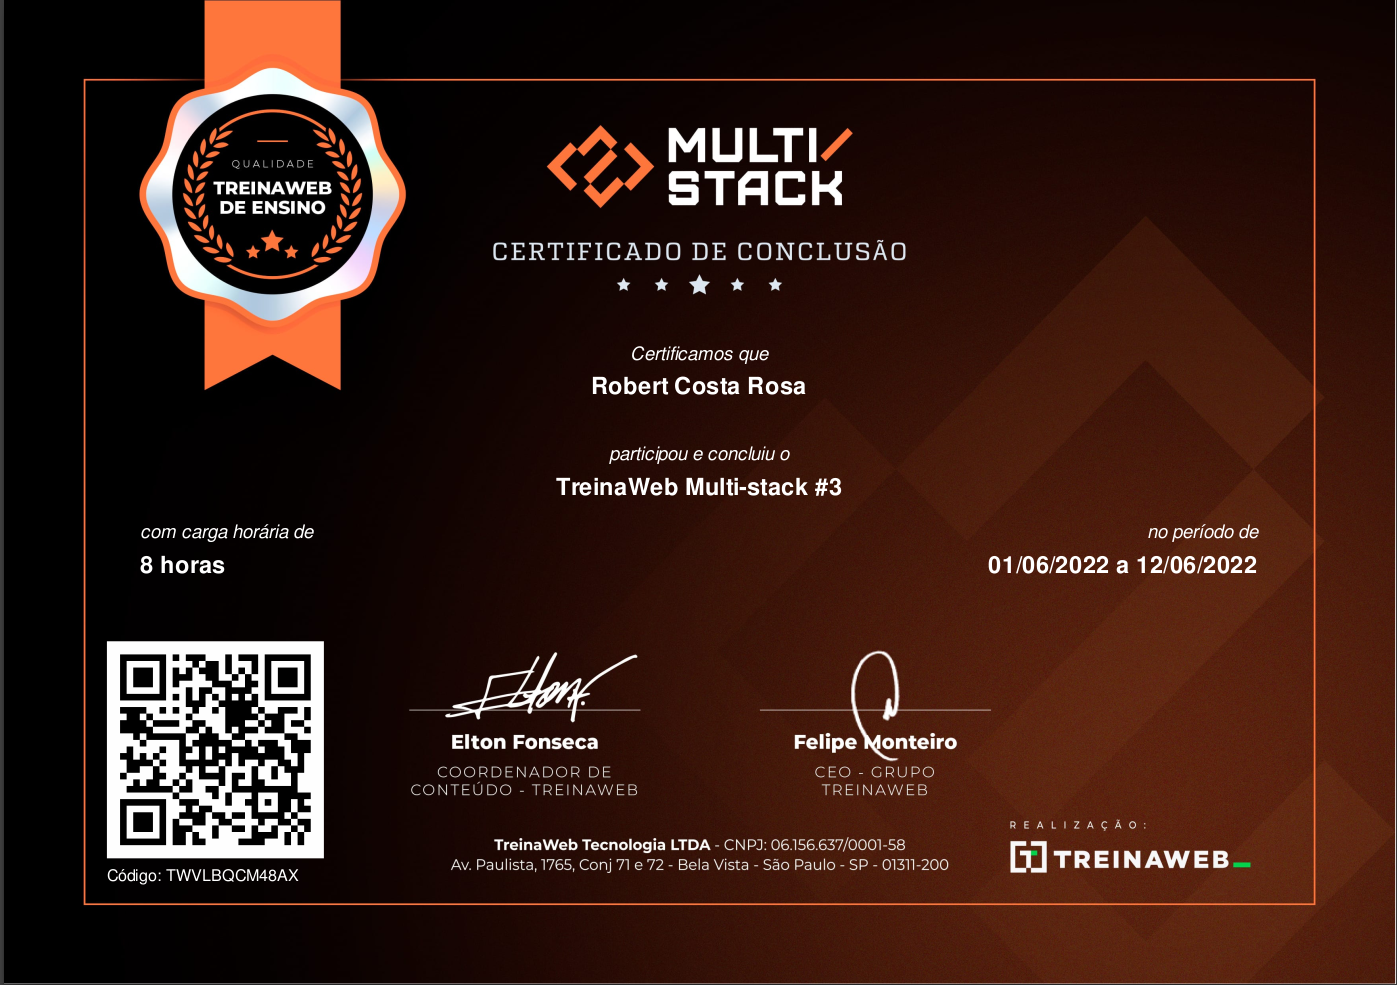 QUALIDADE
TREINAWEB
DE ENSINO
MULTI/
STACK
CERTIFICADO DE CONCLUSÃO
Certificamos que
Robert Costa Rosa
participou e concluiu o
TreinaWeb Multi-stack #3
com carga horária de
8 horas
no período de
01/06/2022 a 12/06/2022
Elton Fonseca
COORDENADOR DE
CONTEÚDO - TREINAWEB
Felipe Monteiro
CEO - GRUPO
TREINAWEB
TreinaWeb Tecnologia LTDA - CNPJ: 06.156.637/0001-58
Av. Paulista, 1765, Conj 71 e 72 - Bela Vista - São Paulo - SP - 01311-200
REALIZAÇÃO:
TREINAWEB_
Código: TWVLBQCM48AX